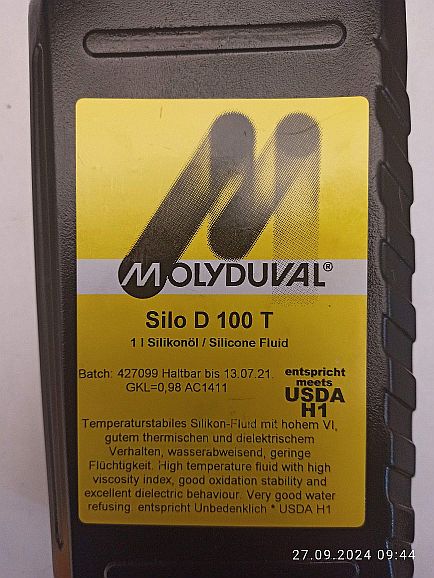 MOLYDUVAL®
Silo D 100 T
1 l Silikonöl / Silicone Fluid
Batch: 427099 Haltbar bis 13.07.21.
GKL=0,98 AC1411
entspricht
meets
USDA
H1
Temperaturstabiles Silikon-Fluid mit hohem VI,
gutem thermischen und dielektrischem
Verhalten, wasserabweisend, geringe
Flüchtigkeit. High temperature fluid with high
viscosity index, good oxidation stability and
excellent dielectric behaviour. Very good water
refusing. entspricht Unbedenklich * USDA H1
27.09.2024 09:44